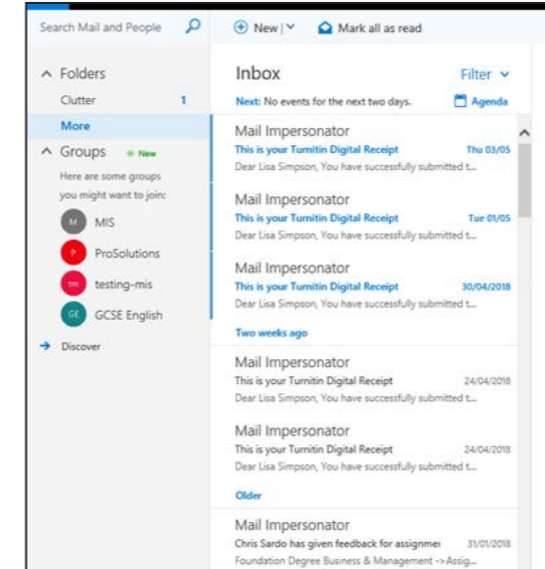 Search Mail and People
New
Mark all as read
Folders
Clutter 1
More
Groups New
Here are some groups
you might want to join:
M MIS
P ProSolutions
tm testing-mis
GE GCSE English
Discover
Inbox Filter
Next: No events for the next two days. Agenda
Mail Impersonator
This is your Turnitin Digital Receipt Thu 03/05
Dear Lisa Simpson, You have successfully submitted t...
Mail Impersonator
This is your Turnitin Digital Receipt Tue 01/05
Dear Lisa Simpson, You have successfully submitted t...
Mail Impersonator
This is your Turnitin Digital Receipt 30/04/2018
Dear Lisa Simpson, You have successfully submitted t...
Two weeks ago
Mail Impersonator
This is your Turnitin Digital Receipt 24/04/2018
Dear Lisa Simpson, You have successfully submitted t...
Mail Impersonator
This is your Turnitin Digital Receipt 24/04/2018
Dear Lisa Simpson, You have successfully submitted t...
Older
Mail Impersonator
Chris Sardo has given feedback for assignmen 31/01/2018
Foundation Degree Business & Management ->Assig...